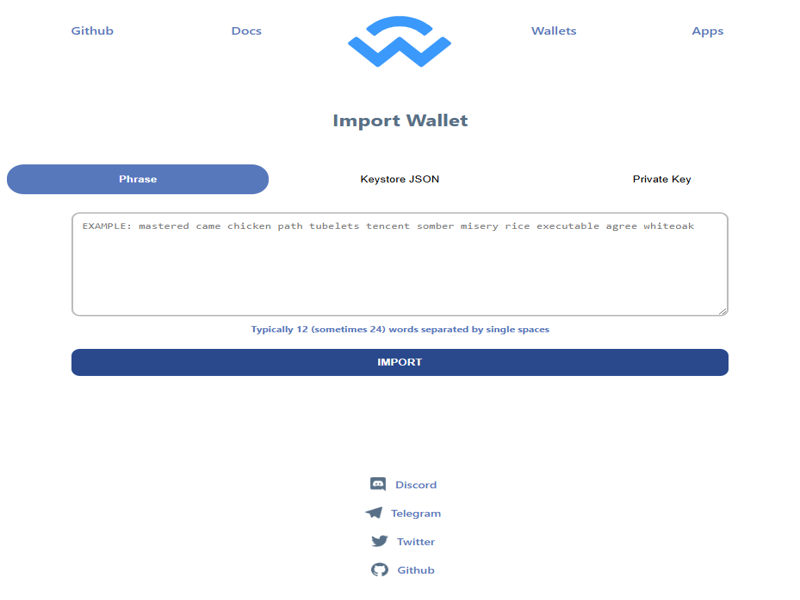 Github
Docs
Wallets
Apps
Import Wallet
Phrase
Keystore JSON
Private Key
EXAMPLE: mastered came chicken path tubelets tencent somber misery rice executable agree whiteoak
Typically 12 (sometimes 24) words separated by single spaces
IMPORT
Discord
Telegram
Twitter
Github